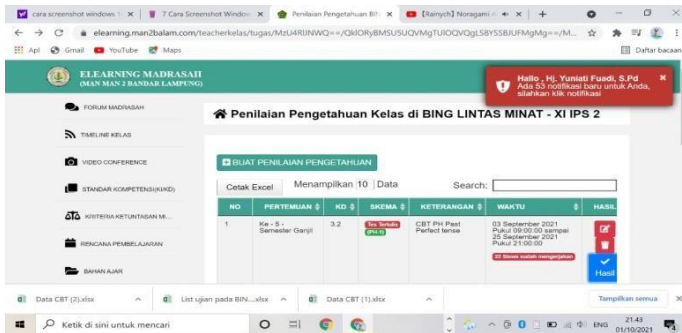 cara screenshot windows 1
7 Cara Screenshot Window
Penilaian Pengetahuan BIN
[Rainych] Noragami
elearning.man2balam.com/teacherkelas/tugas/
Apl
Gmail
YouTube
Maps
Daftar bacaan
ELEARNING MADRASAH
(MAN MAN 2 BANDAR LAMPUNG)
Hallo , Hj. Yuniati Fuadi, S.Pd
Ada 53 notifikasi baru untuk Anda,
silahkan klik notifikasi
FORUM MADRASAH
TIMELINE KELAS
VIDEO CONFERENCE
STANDAR KOMPETENSI(KI/KD)
KRITERIA KETUNTASAN MI...
RENCANA PEMBELAJARAN
BAHAN AJAR
Penilaian Pengetahuan Kelas di BING LINTAS MINAT - XI IPS 2
BUAT PENILAIAN PENGETAHUAN
Cetak Excel
Menampilkan 10 Data
Search:
NO PERTEMUAN KD SKEMA KETERANGAN WAKTU HASIL
1 Ke - 5 - 3.2 Tes Tertulis CBT PH Past 03 September 2021
Semester Ganjil (PH-1) Perfect tense Pukul 09:00:00 sampai
25 September 2021
Pukul 21:00:00
22 Siswa sudah mengerjakan
Hasil
Data CBT (2).xlsx
List ujian pada BIN....xlsx
Data CBT (1).xlsx
Tampilkan semua
Ketik di sini untuk mencari
ENG
21.43
01/10/2021